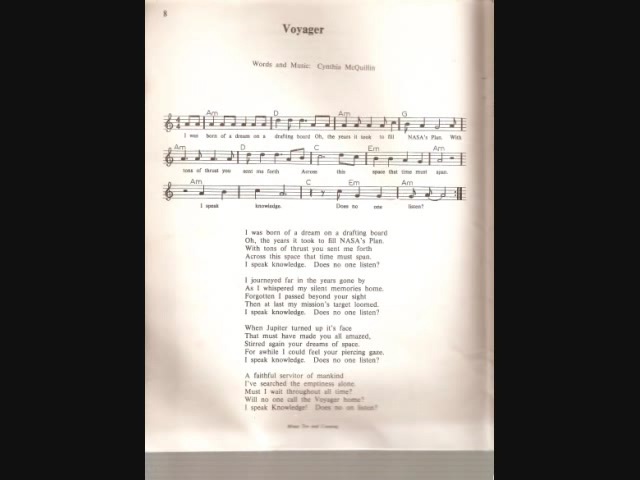 8
Voyager
Words and Music: Cynthia McQuillin
Am D Am G
I was born of a dream on a drafting board Oh, the years it took to fill NASA's Plan. With
Am D C Em Am
tons of thrust you sent me forth Across this space that time must span.
Am C Em Am
I speak knowledge. Does no one listen?
I was born of a dream on a drafting board
Oh, the years it took to fill NASA's Plan.
With tons of thrust you sent me forth
Across this space that time must span.
I speak knowledge. Does no one listen?
I journeyed far in the years gone by
As I whispered my silent memories home.
Forgotten I passed beyond your sight
Then at last my mission's target loomed.
I speak knowledge. Does no one listen?
When Jupiter turned up it's face
That must have made you all amazed,
Stirred again your dreams of space.
For awhile I could feel your piercing gaze.
I speak knowledge. Does no one listen?
A faithful servitor of mankind
I've searched the emptiness alone.
Must I wait throughout all time?
Will no one call the Voyager home?
I speak Knowledge! Does no on listen?